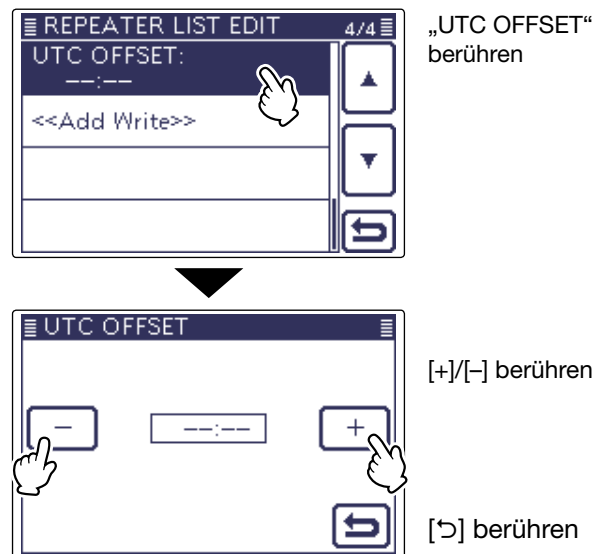 REPEATER LIST EDIT 4/4
„UTC OFFSET“
berühren
UTC OFFSET:
--:--
<<Add Write>>
UTC OFFSET
[+]/[–] berühren
– --:-- +
[⮌] berühren